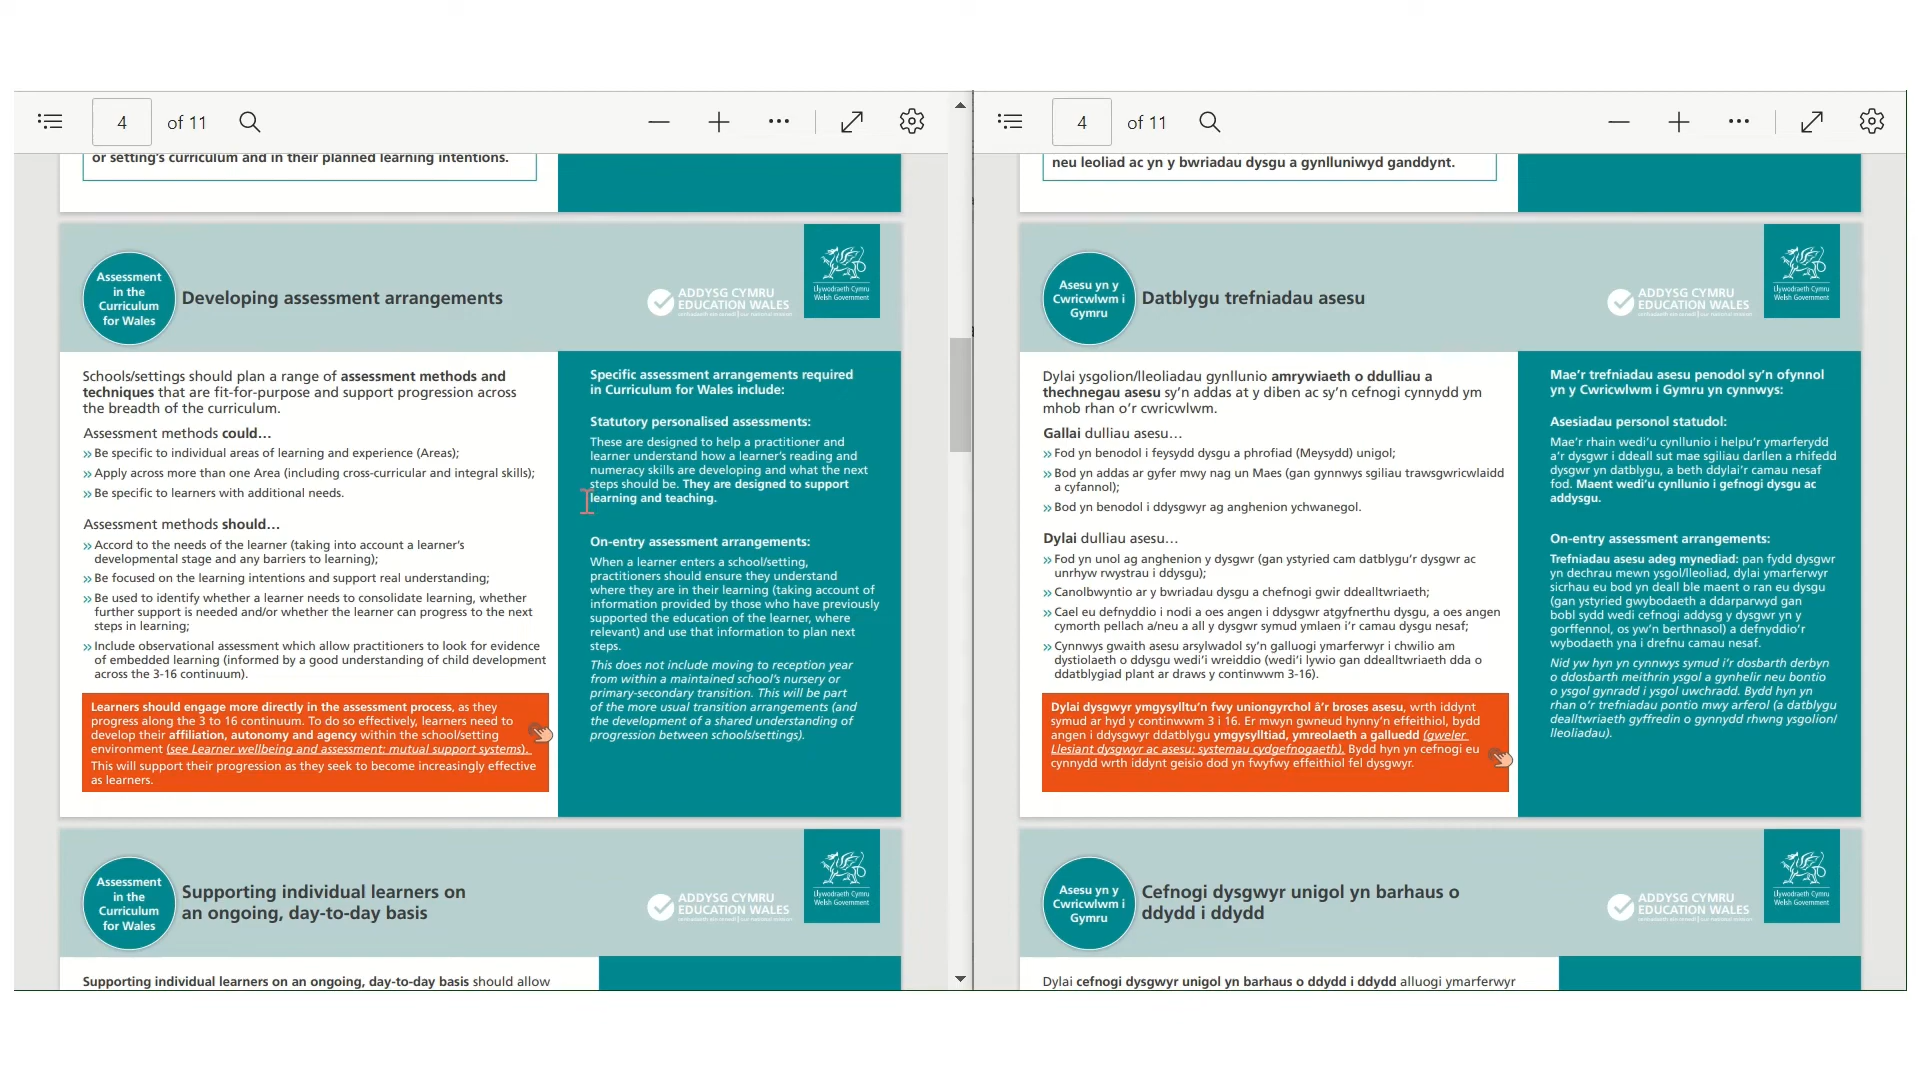 4
of 11
or setting's curriculum and in their planned learning intentions.
Assessment
in the
Curriculum
for Wales
Developing assessment arrangements
ADDYSG CYMRU
EDUCATION WALES
Llywodraeth Cymru
Welsh Government
Schools/settings should plan a range of assessment methods and
techniques that are fit-for-purpose and support progression across
the breadth of the curriculum.
Assessment methods could...
» Be specific to individual areas of learning and experience (Areas);
» Apply across more than one Area (including cross-curricular and integral skills);
» Be specific to learners with additional needs.
Assessment methods should...
» Accord to the needs of the learner (taking into account a learner's
developmental stage and any barriers to learning);
» Be focused on the learning intentions and support real understanding;
» Be used to identify whether a learner needs to consolidate learning, whether
further support is needed and/or whether the learner can progress to the next
steps in learning;
» Include observational assessment which allow practitioners to look for evidence
of embedded learning (informed by a good understanding of child development
across the 3-16 continuum).
Learners should engage more directly in the assessment process, as they
progress along the 3 to 16 continuum. To do so effectively, learners need to
develop their affiliation, autonomy and agency within the school/setting
environment (see Learner wellbeing and assessment: mutual support systems).
This will support their progression as they seek to become increasingly effective
as learners.
Specific assessment arrangements required
in Curriculum for Wales include:
Statutory personalised assessments:
These are designed to help a practitioner and
learner understand how a learner's reading and
numeracy skills are developing and what the next
steps should be. They are designed to support
learning and teaching.
On-entry assessment arrangements:
When a learner enters a school/setting,
practitioners should ensure they understand
where they are in their learning (taking account of
information provided by those who have previously
supported the education of the learner, where
relevant) and use that information to plan next
steps.
This does not include moving to reception year
from within a maintained school's nursery or
primary-secondary transition. This will be part
of the more usual transition arrangements (and
the development of a shared understanding of
progression between schools/settings).
Assessment
in the
Curriculum
for Wales
Supporting individual learners on
an ongoing, day-to-day basis
ADDYSG CYMRU
EDUCATION WALES
Llywodraeth Cymru
Welsh Government
Supporting individual learners on an ongoing, day-to-day basis should allow
4
of 11
neu leoliad ac yn y bwriadau dysgu a gynlluniwyd ganddynt.
Asesu yn y
Cwricwlwm i
Gymru
Datblygu trefniadau asesu
ADDYSG CYMRU
EDUCATION WALES
Llywodraeth Cymru
Welsh Government
Dylai ysgolion/lleoliadau gynllunio amrywiaeth o ddulliau a
thechnegau asesu sy'n addas at y diben ac sy'n cefnogi cynnydd ym
mhob rhan o'r cwricwlwm.
Gallai dulliau asesu...
» Fod yn benodol i feysydd dysgu a phrofiad (Meysydd) unigol;
» Bod yn addas ar gyfer mwy nag un Maes (gan gynnwys sgiliau trawsgwricwlaidd
a cyfannol);
» Bod yn benodol i ddysgwyr ag anghenion ychwanegol.
Dylai dulliau asesu...
» Fod yn unol ag anghenion y dysgwr (gan ystyried cam datblygu'r dysgwr ac
unrhyw rwystrau i ddysgu);
» Canolbwyntio ar y bwriadau dysgu a chefnogi gwir ddealltwriaeth;
» Cael eu defnyddio i nodi a oes angen i ddysgwr atgyfnerthu dysgu, a oes angen
cymorth pellach a/neu a all y dysgwr symud ymlaen i'r camau dysgu nesaf;
» Cynnwys gwaith asesu arsylwadol sy'n galluogi ymarferwyr i chwilio am
dystiolaeth o ddysgu wedi'i wreiddio (wedi'i lywio gan ddealltwriaeth dda o
ddatblygiad plant ar draws y continwwm 3-16).
Dylai dysgwyr ymgysylltu'n fwy uniongyrchol â'r broses asesu, wrth iddynt
symud ar hyd y continwwm 3 i 16. Er mwyn gwneud hynny'n effeithiol, bydd
angen i ddysgwyr ddatblygu ymgysylltiad, ymreolaeth a galluedd (gweler
Llesiant dysgwyr ac asesu: systemau cydgefnogaeth). Bydd hyn yn cefnogi eu
cynnydd wrth iddynt geisio dod yn fwyfwy effeithiol fel dysgwyr.
Mae'r trefniadau asesu penodol sy'n ofynnol
yn y Cwricwlwm i Gymru yn cynnwys:
Asesiadau personol statudol:
Mae'r rhain wedi'u cynllunio i helpu'r ymarferydd
a'r dysgwr i ddeall sut mae sgiliau darllen a rhifedd
dysgwr yn datblygu, a beth ddylai'r camau nesaf
fod. Maent wedi'u cynllunio i gefnogi dysgu ac
addysgu.
On-entry assessment arrangements:
Trefniadau asesu adeg mynediad: pan fydd dysgwr
yn dechrau mewn ysgol/lleoliad, dylai ymarferwyr
sicrhau eu bod yn deall ble maent o ran eu dysgu
(gan ystyried gwybodaeth a ddarparwyd gan
bobl sydd wedi cefnogi addysg y dysgwr yn y
gorffennol, os yw'n berthnasol) a defnyddio'r
wybodaeth yna i drefnu camau nesaf.
Nid yw hyn yn cynnwys symud i'r dosbarth derbyn
o ddosbarth meithrin ysgol a gynhelir neu bontio
o ysgol gynradd i ysgol uwchradd. Bydd hyn yn
rhan o'r trefniadau pontio mwy arferol (a datblygu
dealltwriaeth gyffredin o gynnydd rhwng ysgolion/
lleoliadau).
Asesu yn y
Cwricwlwm i
Gymru
Cefnogi dysgwyr unigol yn barhaus o
ddydd i ddydd
ADDYSG CYMRU
EDUCATION WALES
Llywodraeth Cymru
Welsh Government
Dylai cefnogi dysgwyr unigol yn barhaus o ddydd i ddydd alluogi ymarferwyr